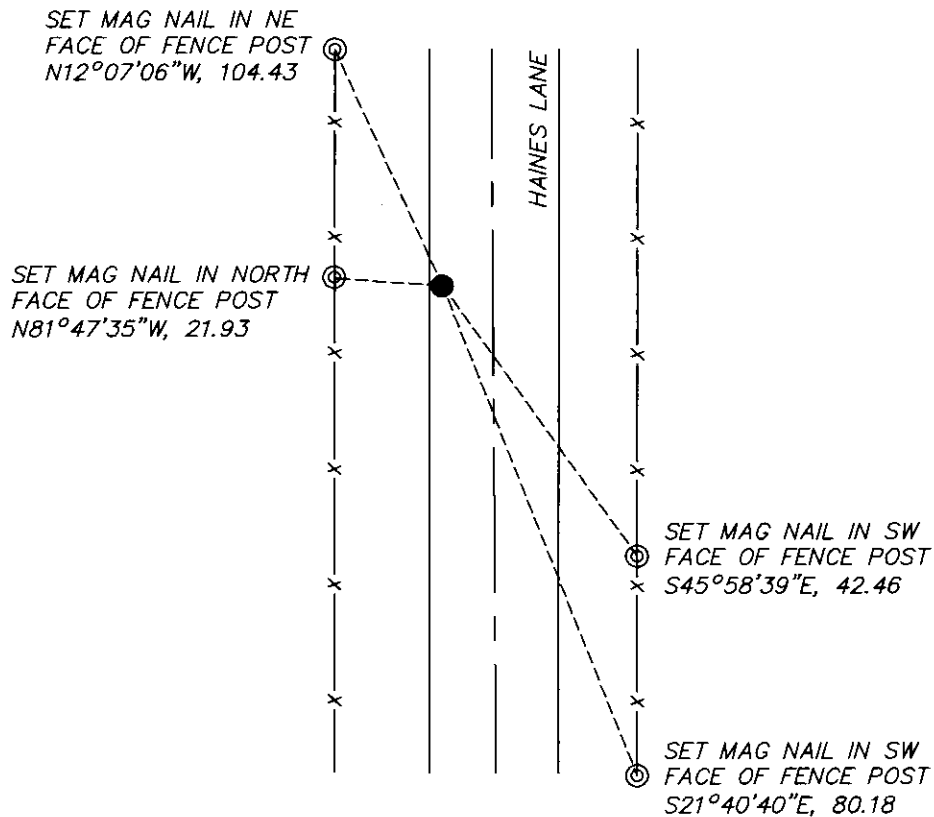 SET MAG NAIL IN NE
FACE OF FENCE POST
N12°07'06"W, 104.43
HAINES LANE
SET MAG NAIL IN NORTH
FACE OF FENCE POST
N81°47'35"W, 21.93
SET MAG NAIL IN SW
FACE OF FENCE POST
S45°58'39"E, 42.46
SET MAG NAIL IN SW
FACE OF FENCE POST
S21°40'40"E, 80.18